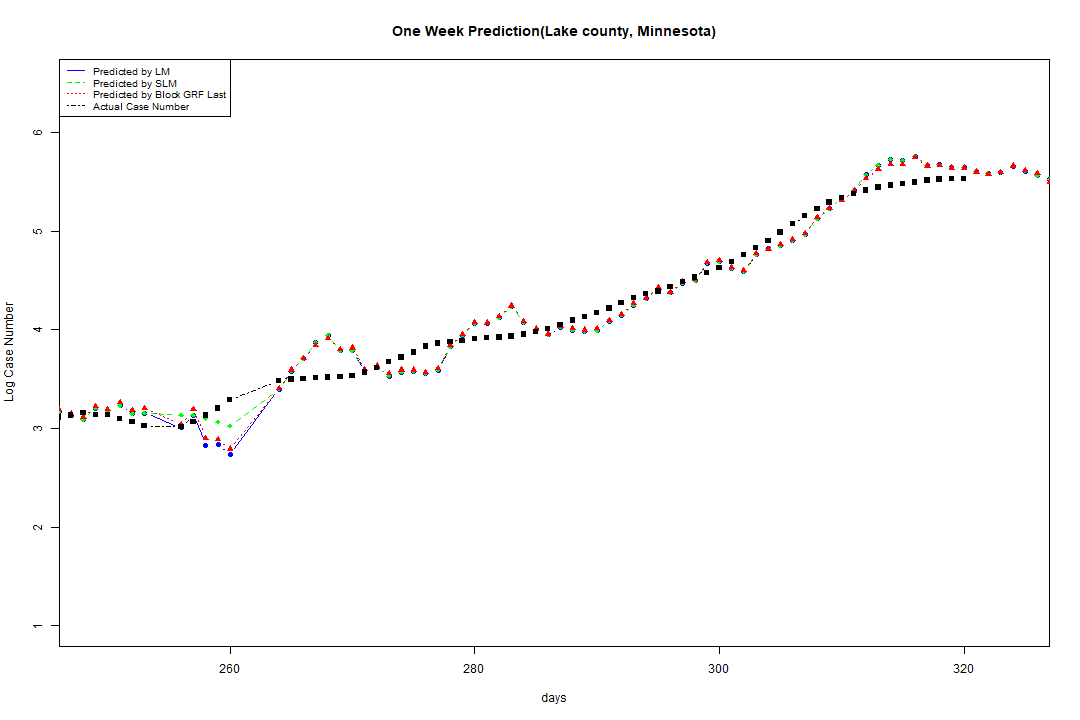 One Week Prediction(Lake county, Minnesota)
Predicted by LM
Predicted by SLM
Predicted by Block GRF Last
Actual Case Number
6
5
4
3
2
1
Log Case Number
260
280
300
320
days